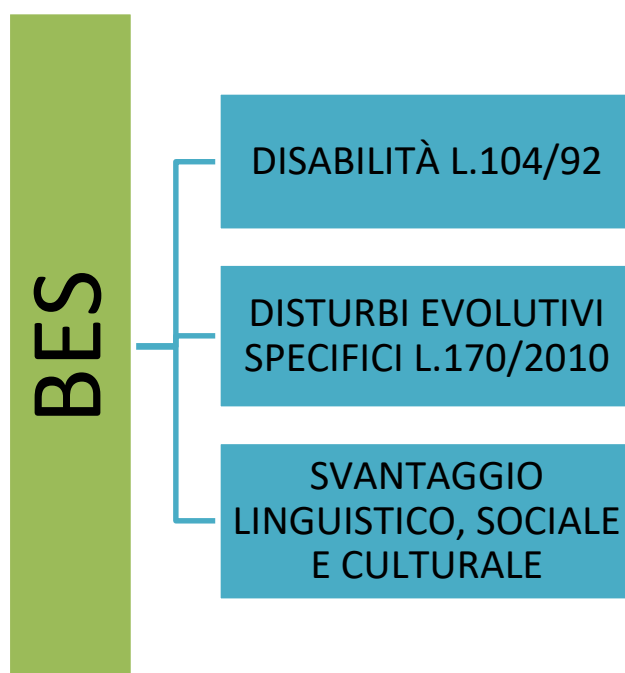 BES
DISABILITÀ L.104/92
DISTURBI EVOLUTIVI
SPECIFICI L.170/2010
SVANTAGGIO
LINGUISTICO, SOCIALE
E CULTURALE